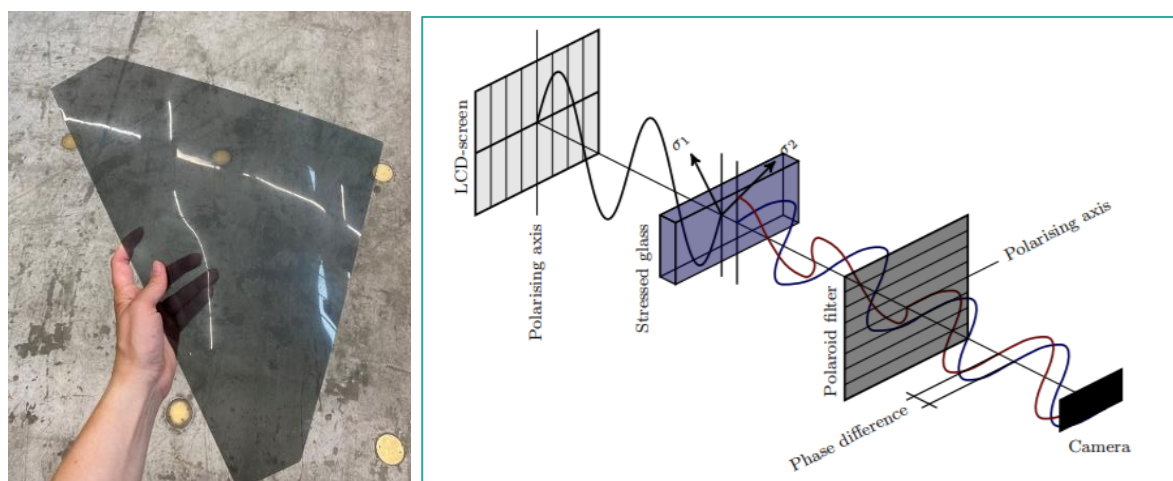 LCD-screen
Polarising axis
σ1
σ2
Stressed glass
Polarising axis
Polaroid filter
Phase difference
Camera